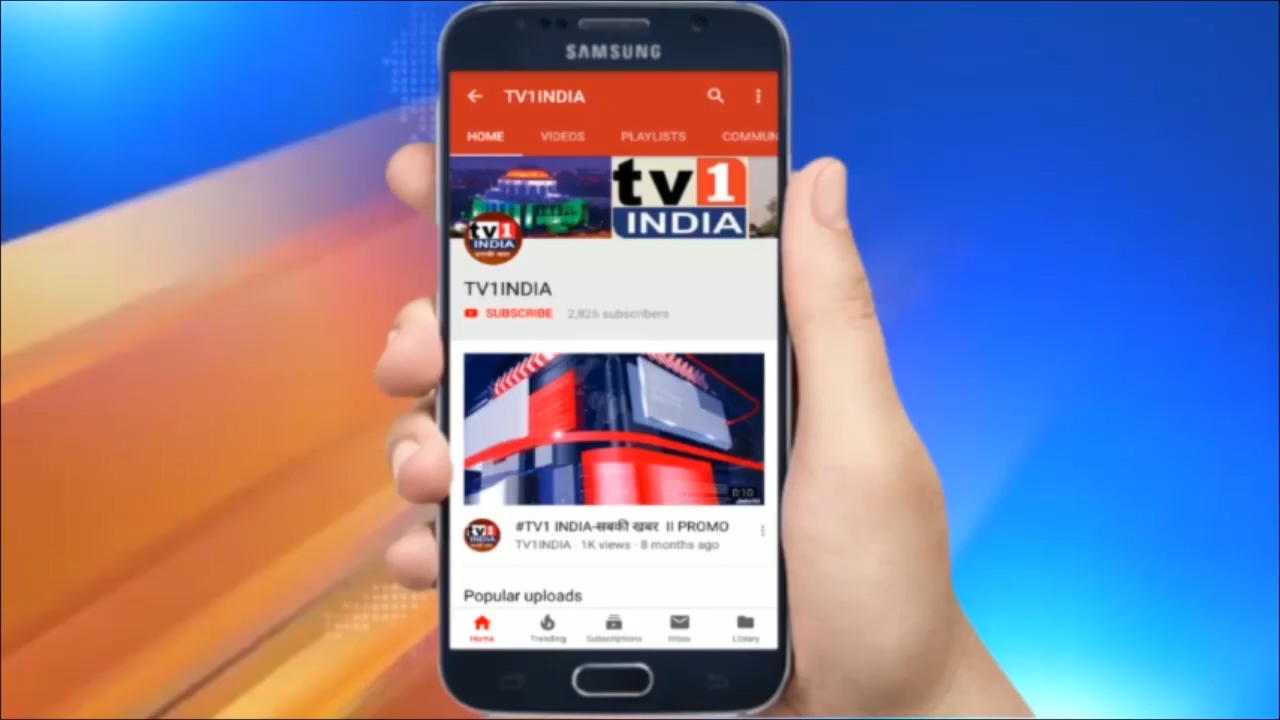 SAMSUNG
TV1INDIA
HOME VIDEOS PLAYLISTS COMMUN
tv1
INDIA
tv1
INDIA
TV1INDIA
SUBSCRIBE 2,826 subscribers
0:10
#TV1 INDIA-सबकी खबर II PROMO
TV1INDIA · 1K views · 8 months ago
Popular uploads
Home Trending Subscriptions Inbox Library